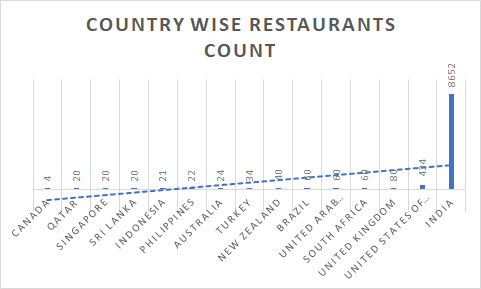 COUNTRY WISE RESTAURANTS
COUNT
4
20
20
20
21
22
24
34
40
60
60
60
80
434
8652
CANADA
QATAR
SINGAPORE
SRI LANKA
INDONESIA
PHILIPPINES
AUSTRALIA
TURKEY
NEW ZEALAND
BRAZIL
UNITED ARAB…
SOUTH AFRICA
UNITED KINGDOM
UNITED STATES OF…
INDIA